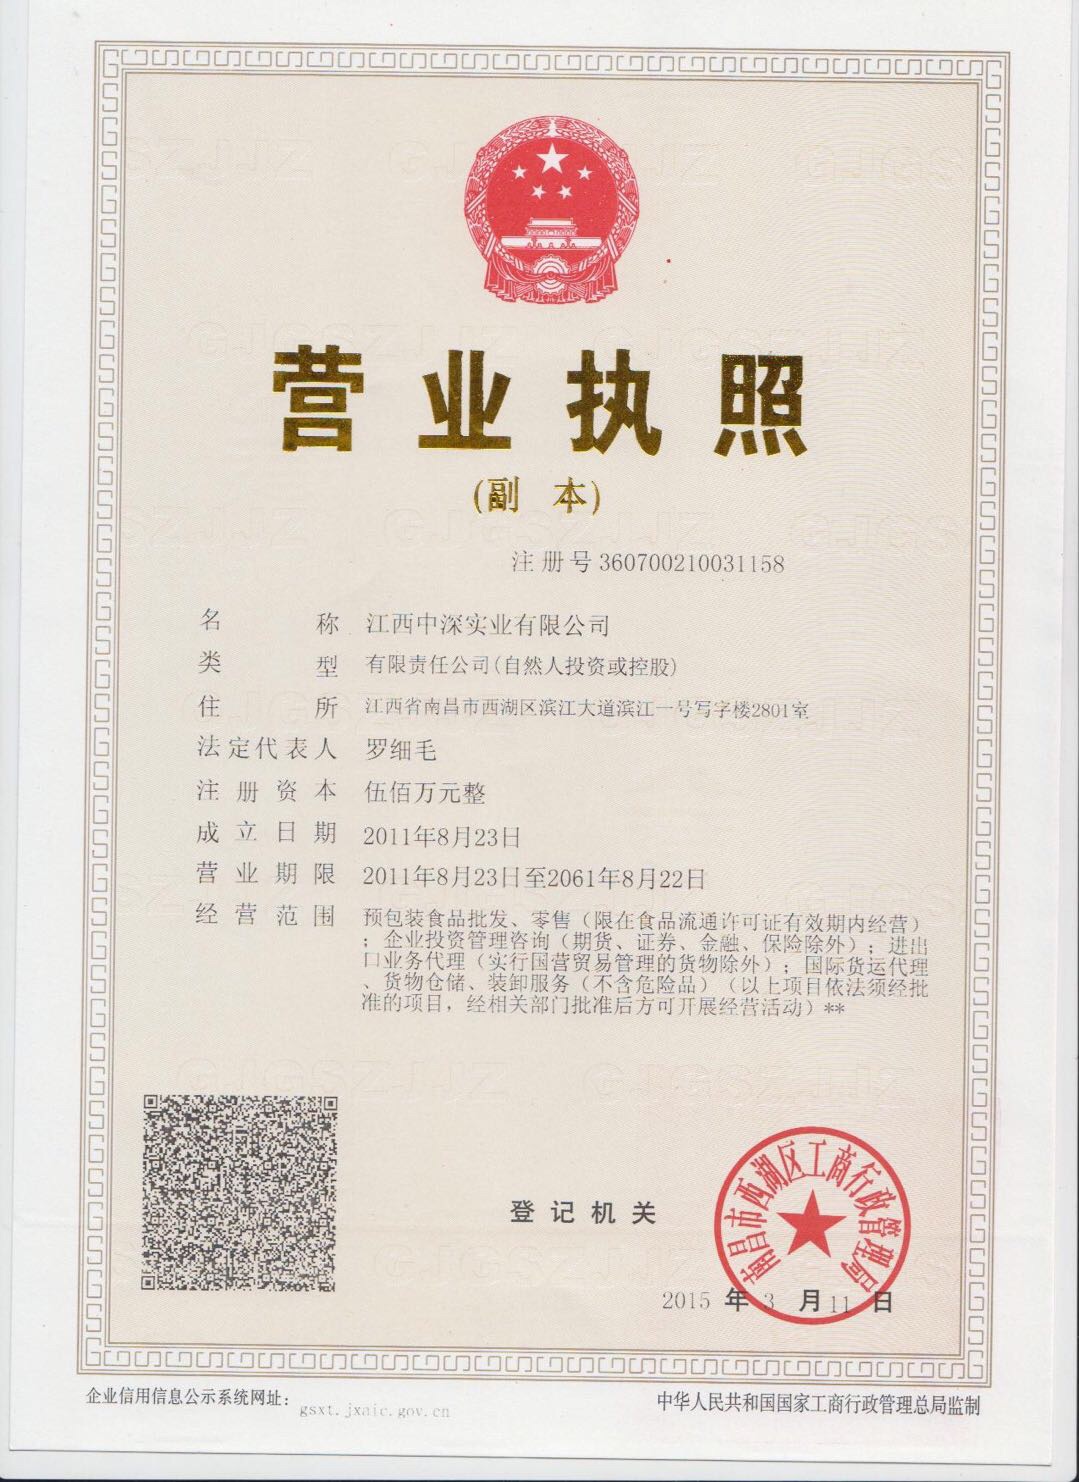 营业执照
(副 本)
注册号 360700210031158
名称 江西中深实业有限公司
类型 有限责任公司(自然人投资或控股)
住所 江西省南昌市西湖区滨江大道滨江一号写字楼2801室
法定代表人 罗细毛
注册资本 伍佰万元整
成立日期 2011年8月23日
营业期限 2011年8月23日至2061年8月22日
经营范围 预包装食品批发、零售（限在食品流通许可证有效期内经营）
；企业投资管理咨询（期货、证券、金融、保险除外）；进出
口业务代理（实行国营贸易管理的货物除外）；国际货运代理
、货物仓储、装卸服务（不含危险品）（以上项目依法须经批
准的项目，经相关部门批准后方可开展经营活动）**
登记机关
南昌市西湖区工商行政管理局
2015 年 3 月 11 日
企业信用信息公示系统网址：
gsxt.jxaic.gov.cn
中华人民共和国国家工商行政管理总局监制